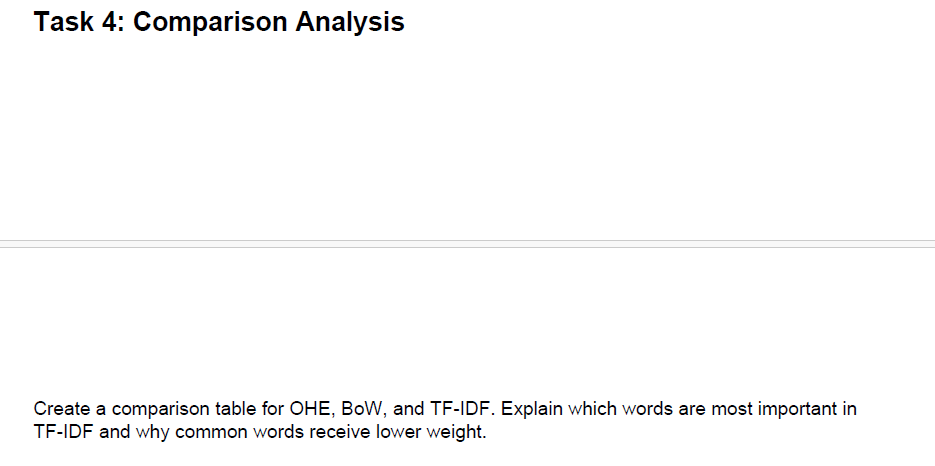 Task 4: Comparison Analysis
Create a comparison table for OHE, BoW, and TF-IDF. Explain which words are most important in
TF-IDF and why common words receive lower weight.